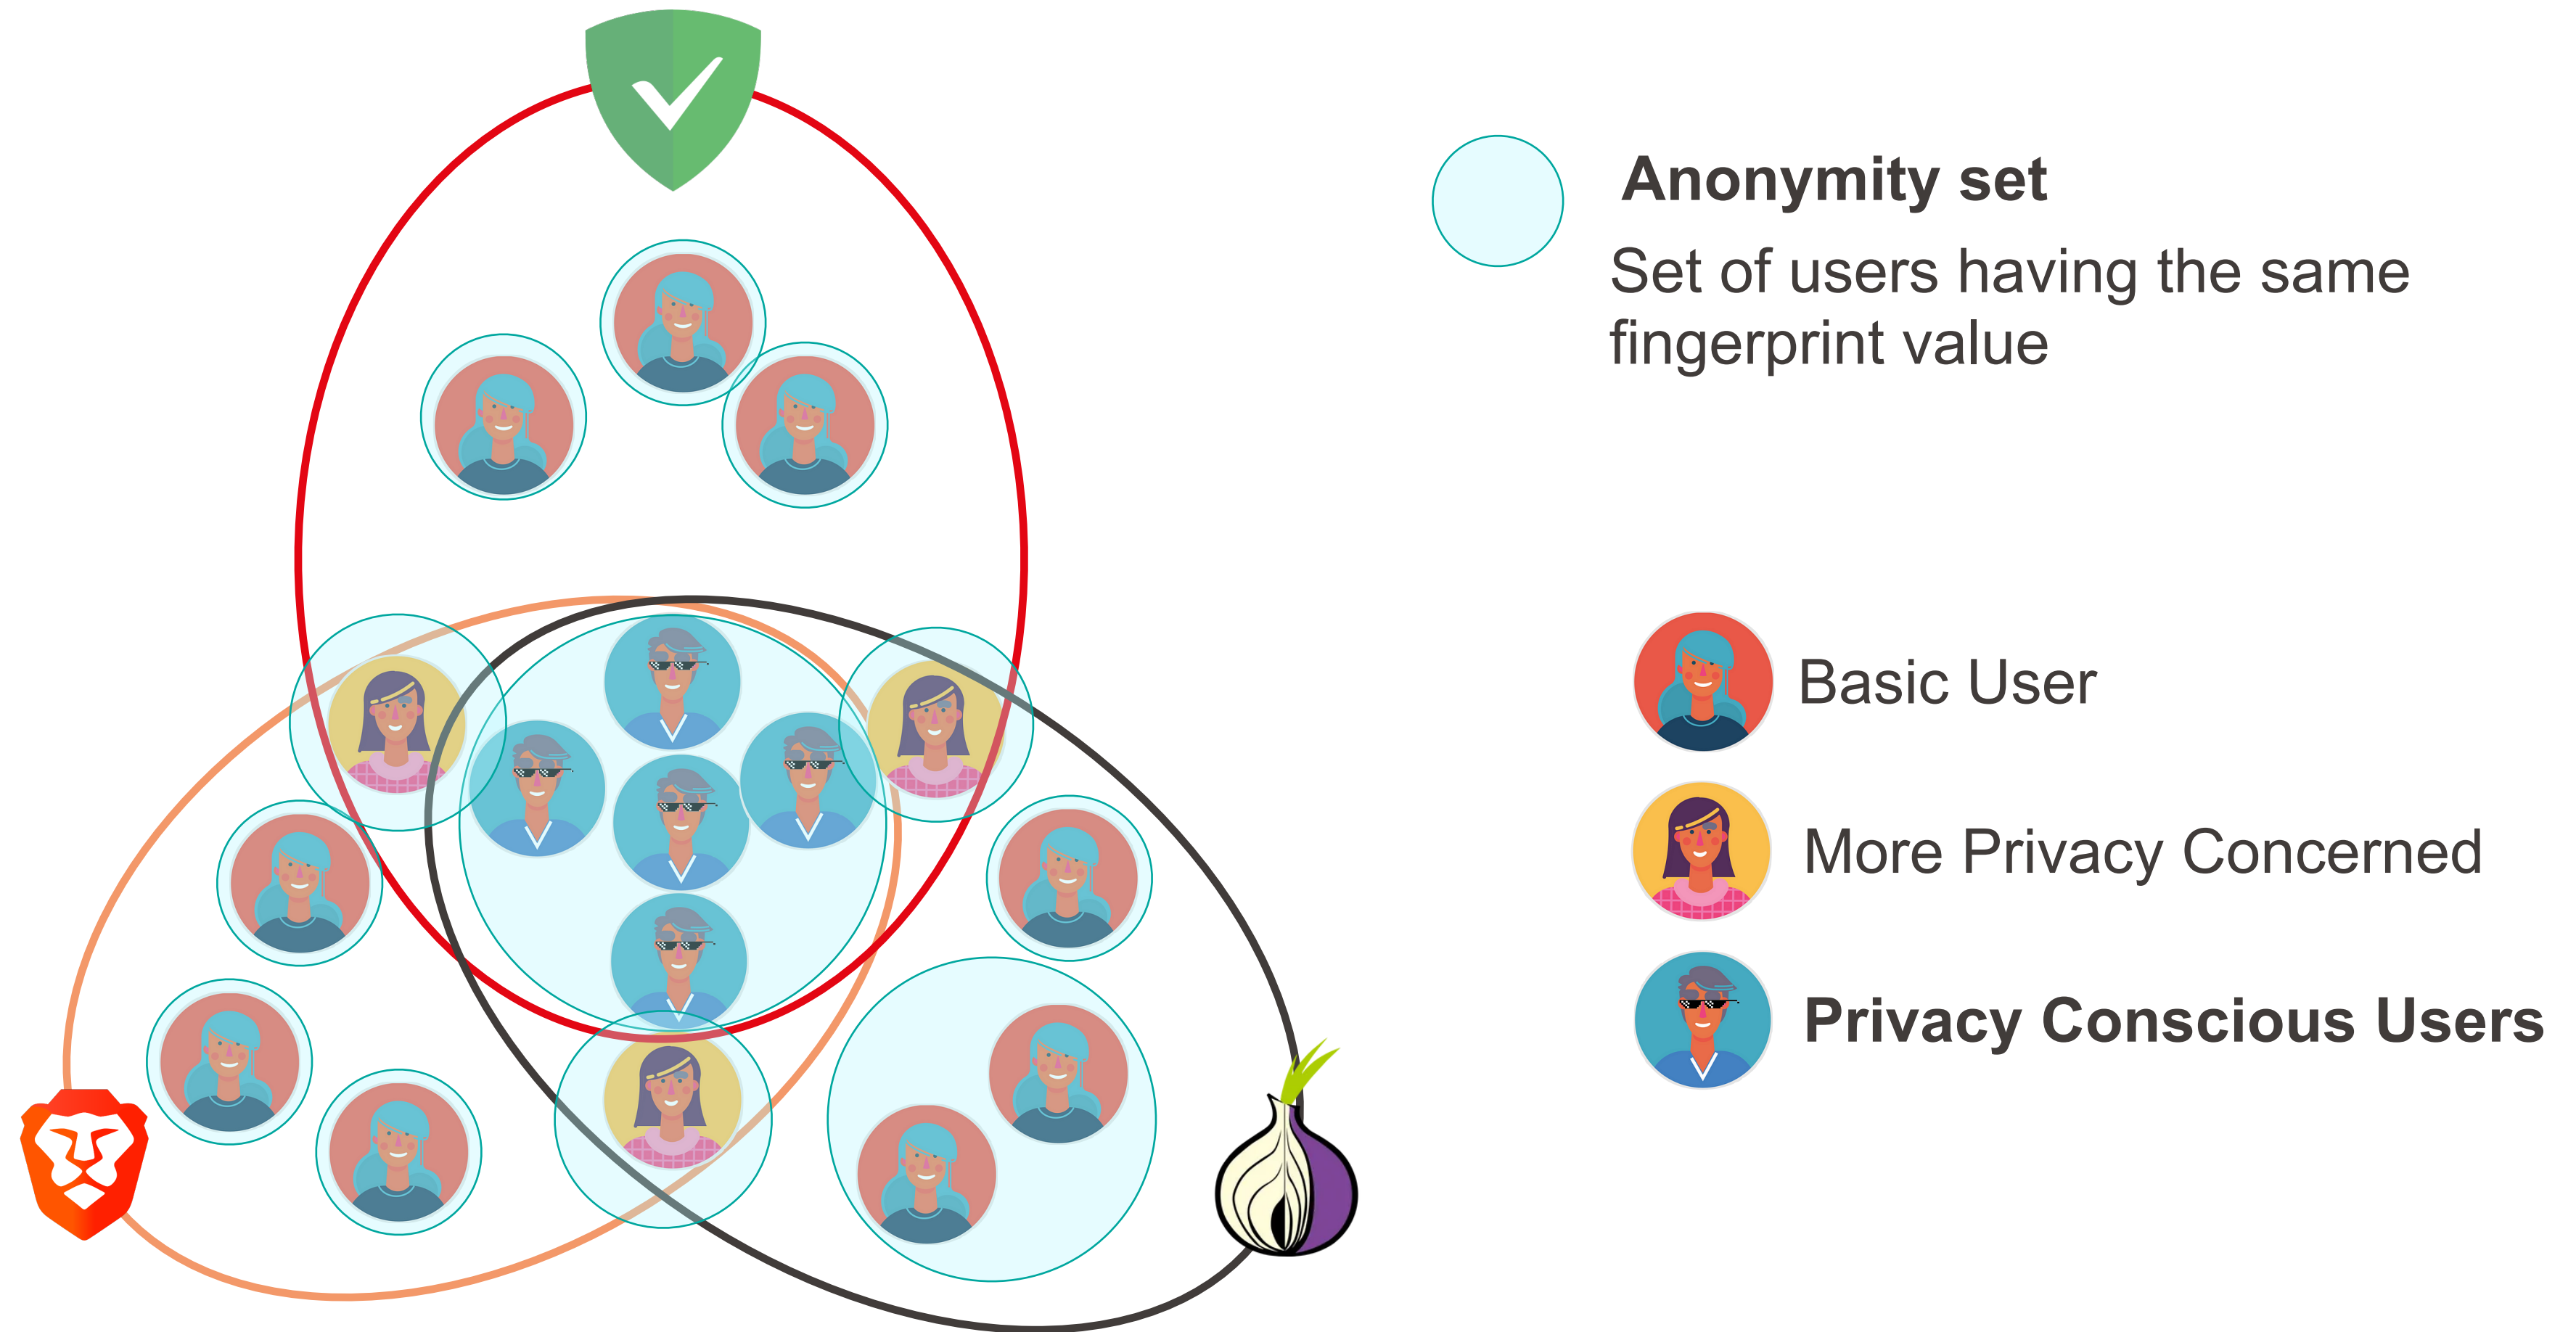 Anonymity set
Set of users having the same
fingerprint value
Basic User
More Privacy Concerned
Privacy Conscious Users